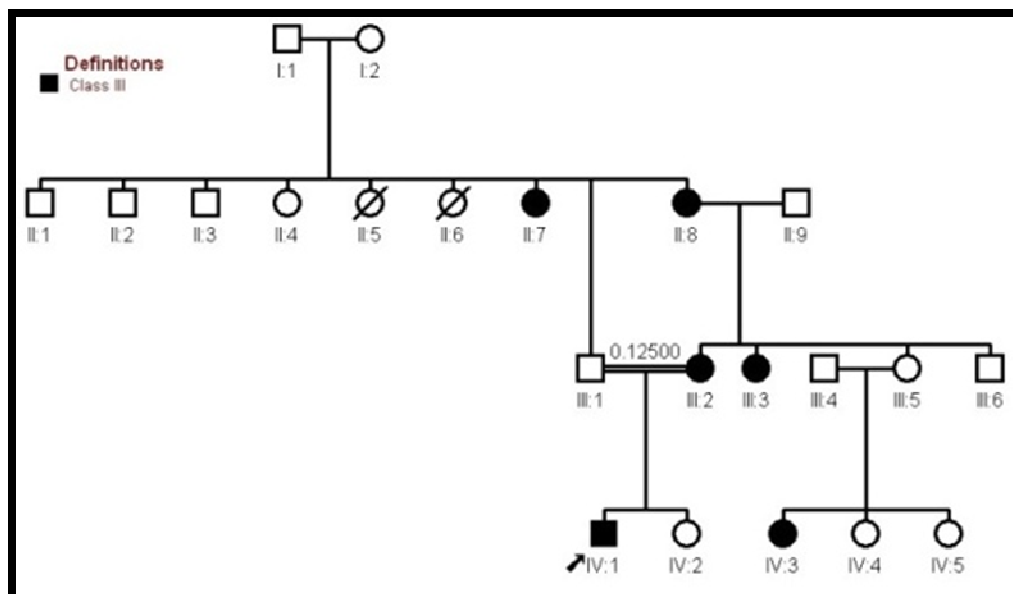 Definitions
Class III
I:1 I:2
II:1 II:2 II:3 II:4 II:5 II:6 II:7 II:8 II:9
0.12500
III:1 III:2 III:3 III:4 III:5 III:6
IV:1 IV:2 IV:3 IV:4 IV:5